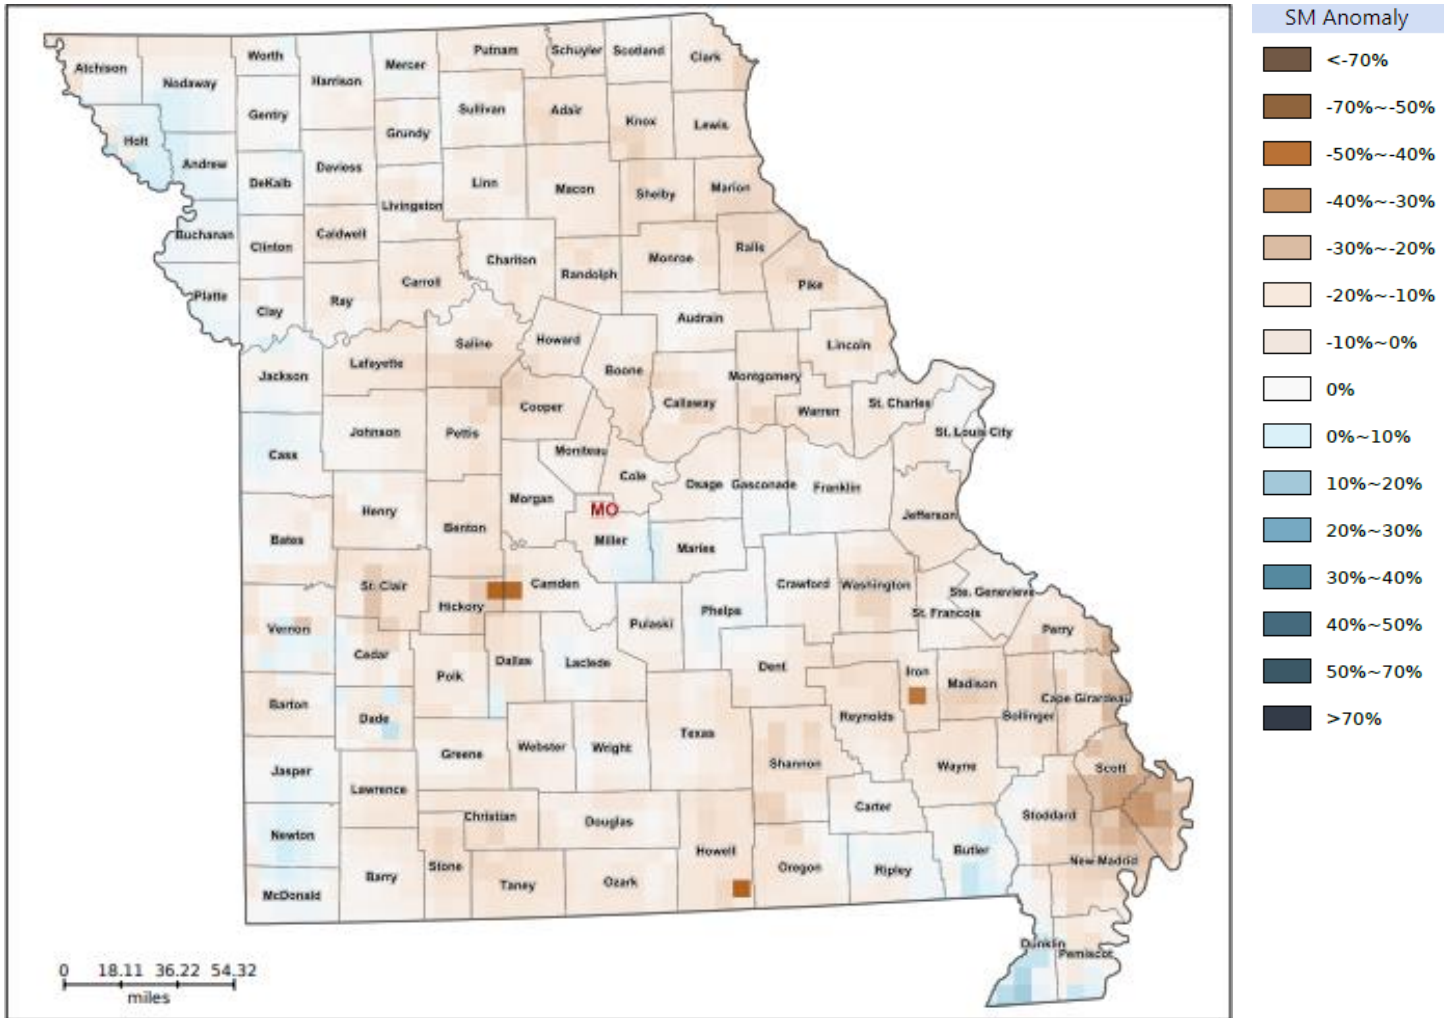 SM Anomaly
<-70%
-70%~-50%
-50%~-40%
-40%~-30%
-30%~-20%
-20%~-10%
-10%~0%
0%
0%~10%
10%~20%
20%~30%
30%~40%
40%~50%
50%~70%
>70%
Atchison
Nodaway
Worth
Harrison
Mercer
Putnam
Schuyler
Scotland
Clark
Holt
Gentry
Grundy
Sullivan
Adair
Knox
Lewis
Andrew
DeKalb
Daviess
Livingston
Linn
Macon
Shelby
Marion
Buchanan
Clinton
Caldwell
Carroll
Chariton
Randolph
Monroe
Ralls
Pike
Platte
Clay
Ray
Audrain
Saline
Howard
Lincoln
Jackson
Lafayette
Boone
Montgomery
Cooper
Callaway
Warren
St. Charles
Cass
Johnson
Pettis
Moniteau
St. Louis City
Cole
Osage
Gasconade
Franklin
Morgan
MO
Henry
Benton
Jefferson
Bates
Miller
Maries
St. Clair
Camden
Crawford
Washington
Ste. Genevieve
Hickory
Phelps
St. Francois
Vernon
Pulaski
Perry
Cedar
Polk
Dallas
Laclede
Dent
Iron
Madison
Cape Girardeau
Barton
Dade
Reynolds
Bollinger
Texas
Greene
Webster
Wright
Shannon
Wayne
Scott
Jasper
Lawrence
Carter
Christian
Douglas
Stoddard
Newton
Howell
Butler
New Madrid
Barry
Stone
Taney
Ozark
Oregon
Ripley
McDonald
Dunklin
Pemiscot
0 18.11 36.22 54.32
miles